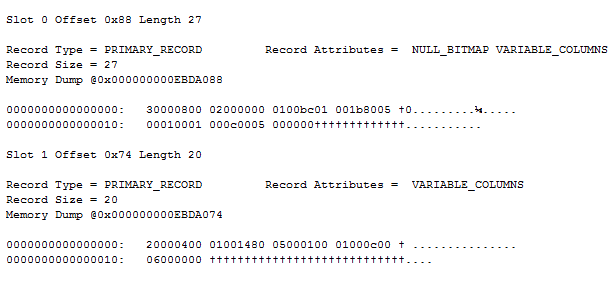 Slot 0 Offset 0x88 Length 27
Record Type = PRIMARY_RECORD Record Attributes = NULL_BITMAP VARIABLE_COLUMNS
Record Size = 27
Memory Dump @0x000000000EBDA088
0000000000000000: 30000800 02000000 0100bc01 001b8005 †0.........¼.....
0000000000000010: 00010001 000c0005 000000†††††††††††††...........
Slot 1 Offset 0x74 Length 20
Record Type = PRIMARY_RECORD Record Attributes = VARIABLE_COLUMNS
Record Size = 20
Memory Dump @0x000000000EBDA074
0000000000000000: 20000400 01001480 05000100 01000c00 † ...............
0000000000000010: 06000000 ††††††††††††††††††††††††††††....